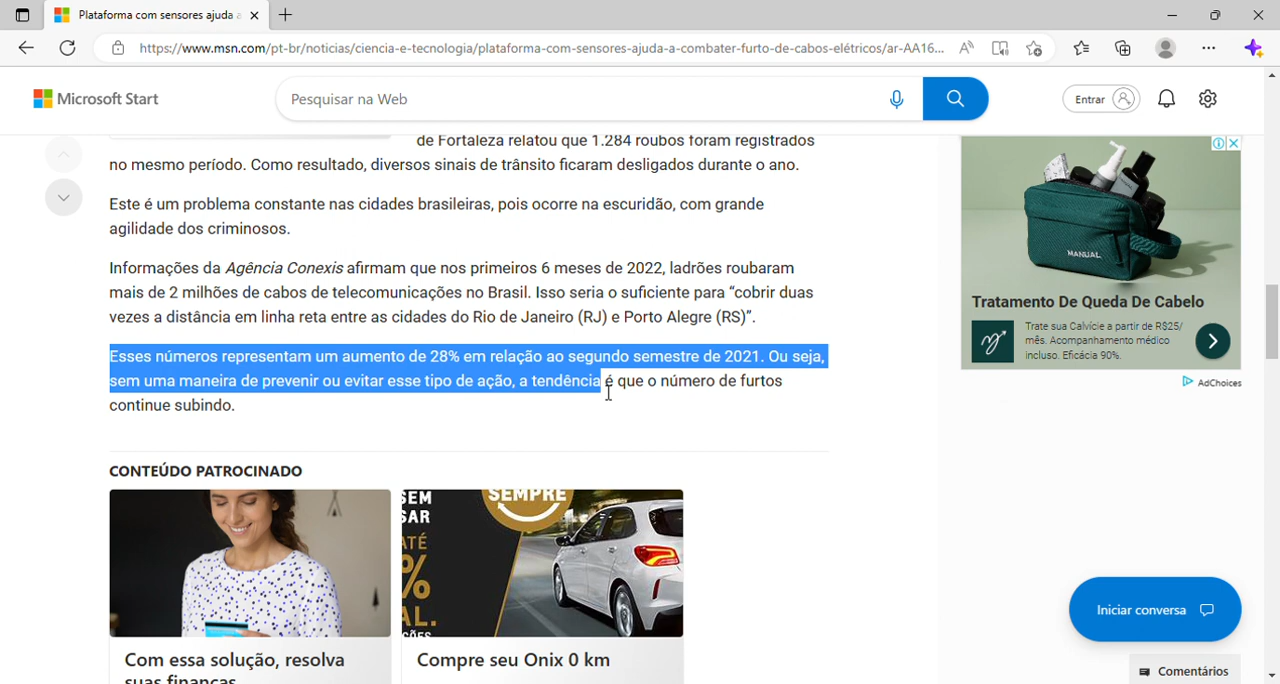 Plataforma com sensores ajuda a
https://www.msn.com/pt-br/noticias/ciencia-e-tecnologia/plataforma-com-sensores-ajuda-a-combater-furto-de-cabos-elétricos/ar-AA16...
Microsoft Start
Pesquisar na Web
Entrar
de Fortaleza relatou que 1.284 roubos foram registrados
no mesmo período. Como resultado, diversos sinais de trânsito ficaram desligados durante o ano.
Este é um problema constante nas cidades brasileiras, pois ocorre na escuridão, com grande
agilidade dos criminosos.
Informações da Agência Conexis afirmam que nos primeiros 6 meses de 2022, ladrões roubaram
mais de 2 milhões de cabos de telecomunicações no Brasil. Isso seria o suficiente para “cobrir duas
vezes a distância em linha reta entre as cidades do Rio de Janeiro (RJ) e Porto Alegre (RS)”.
Esses números representam um aumento de 28% em relação ao segundo semestre de 2021. Ou seja,
sem uma maneira de prevenir ou evitar esse tipo de ação, a tendência é que o número de furtos
continue subindo.
CONTEÚDO PATROCINADO
SEMPRE
%
Com essa solução, resolva
suas finanças
Compre seu Onix 0 km
MANUAL
Tratamento De Queda De Cabelo
Trate sua Calvície a partir de R$25/
mês. Acompanhamento médico
incluso. Eficácia 90%.
AdChoices
Iniciar conversa
Comentários